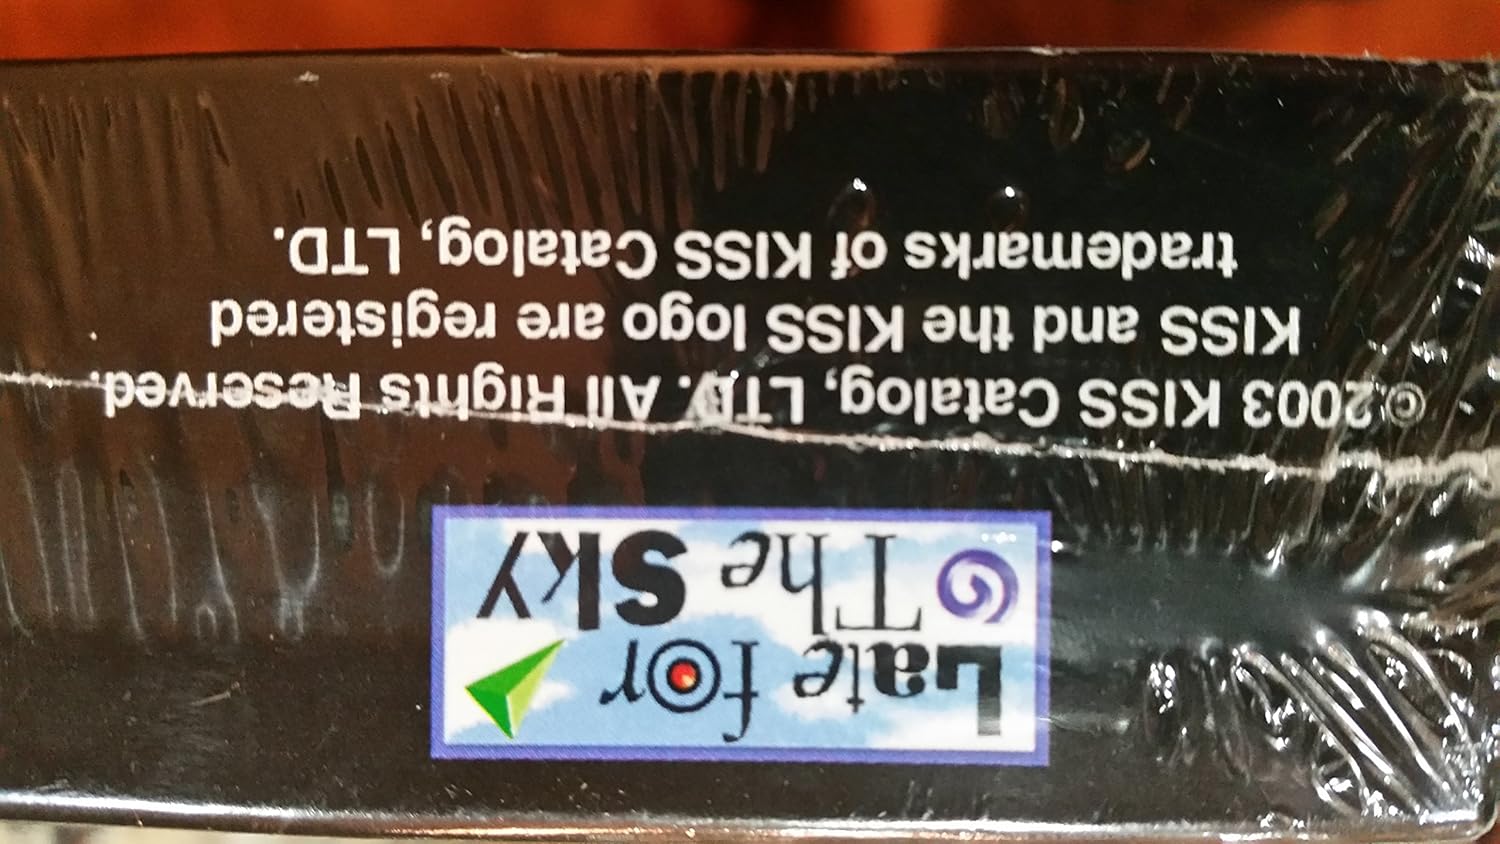 Late for
The Sky
©2003 KISS Catalog, LTD. All Rights Reserved.
KISS and the KISS logo are registered
trademarks of KISS Catalog, LTD.